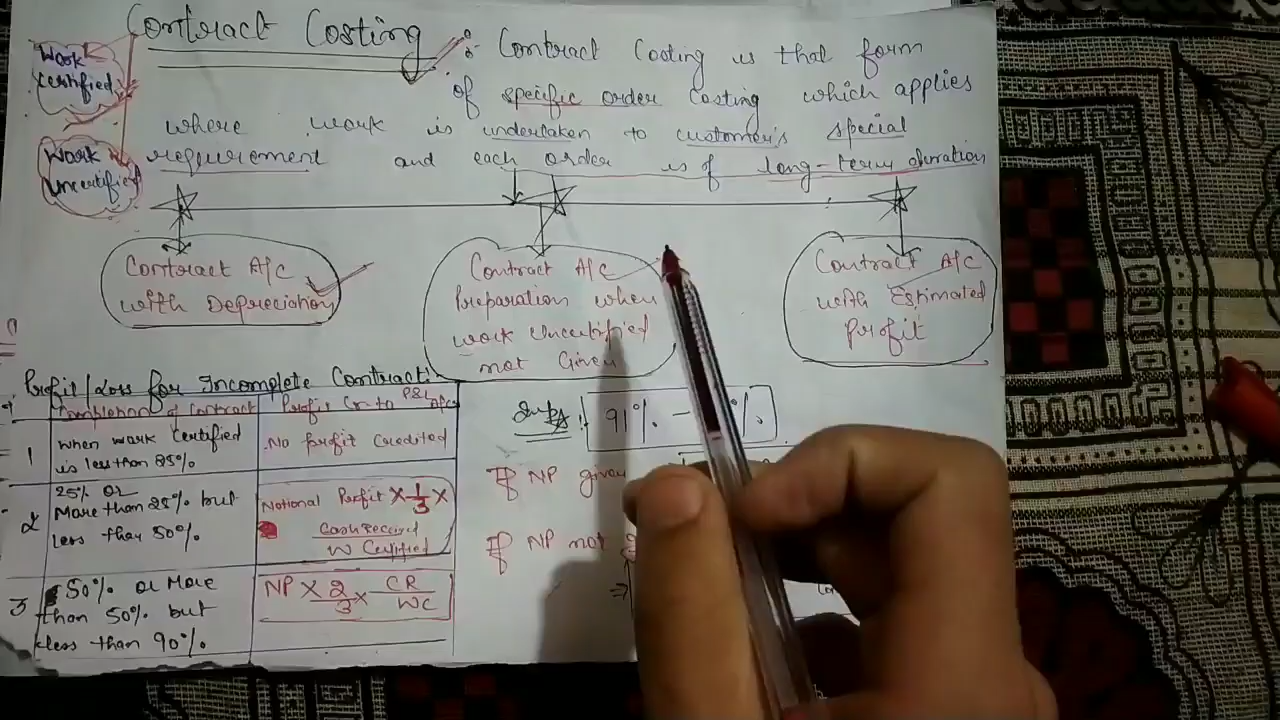 Contract Costing :
Contract Costing is that form
of specific order Costing which applies
where work is undertaken to customer's special
requirement and each order is of long-term duration
Work
Certified
Work
Uncertified
Contract A/c
with Depreciation
Contract A/c
Preparation when
work Uncertified
not Given
Contract A/c
with Estimated
Profit
Profit/Loss for Incomplete Contract:
Completion of Contract
Profit Cr. to P&L A/c
1
when work Certified
is less than 25%
No profit Credited
2
25% or
More than 25% but
less than 50%
Notional Profit × 1/3 ×
Cash Received
W Certified
3
50% or More
than 50% but
less than 90%
NP × 2/3 × CR/WC
91% - %.
If NP given
If NP not
⇒